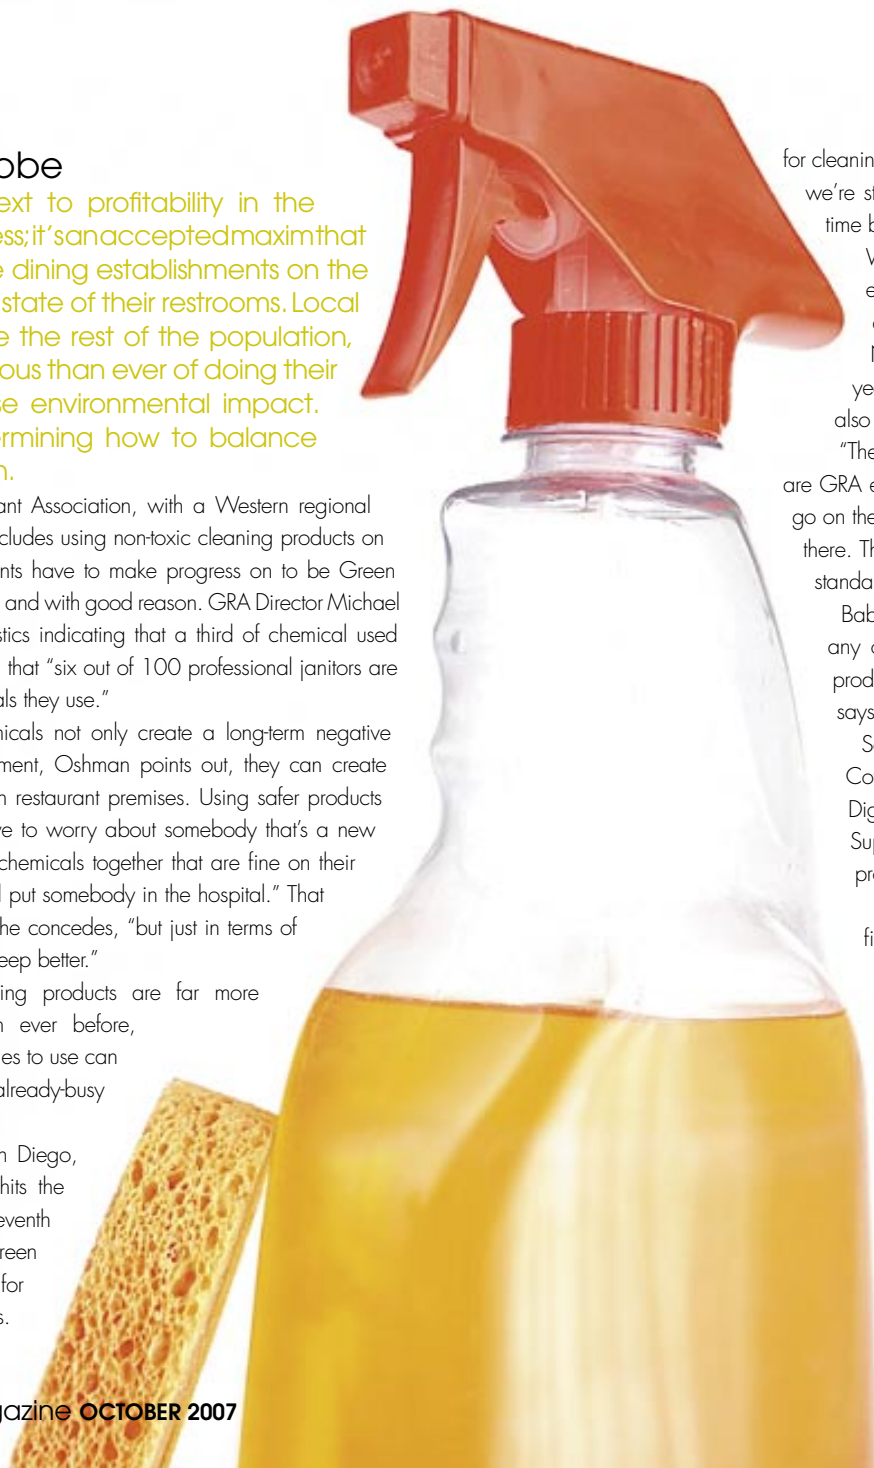 obe
ext to profitability in the
ess;it'sanacceptedmaximthat
e dining establishments on the
state of their restrooms. Local
e the rest of the population,
ous than ever of doing their
se environmental impact.
ermining how to balance
n.
ant Association, with a Western regional
cludes using non-toxic cleaning products on
nts have to make progress on to be Green
and with good reason. GRA Director Michael
stics indicating that a third of chemical used
that “six out of 100 professional janitors are
als they use.”
nicals not only create a long-term negative
ment, Oshman points out, they can create
n restaurant premises. Using safer products
ve to worry about somebody that’s a new
chemicals together that are fine on their
d put somebody in the hospital.” That
he concedes, “but just in terms of
eep better.”
ing products are far more
n ever before,
es to use can
already-busy
n Diego,
hits the
eventh
reen
for
s.
gazine OCTOBER 2007
for cleanin
we’re st
time b
V
e
N
ye
also
“The
are GRA e
go on the
there. Th
standa
Bab
any
prod
says
S
Co
Dig
Sup
pr
fi